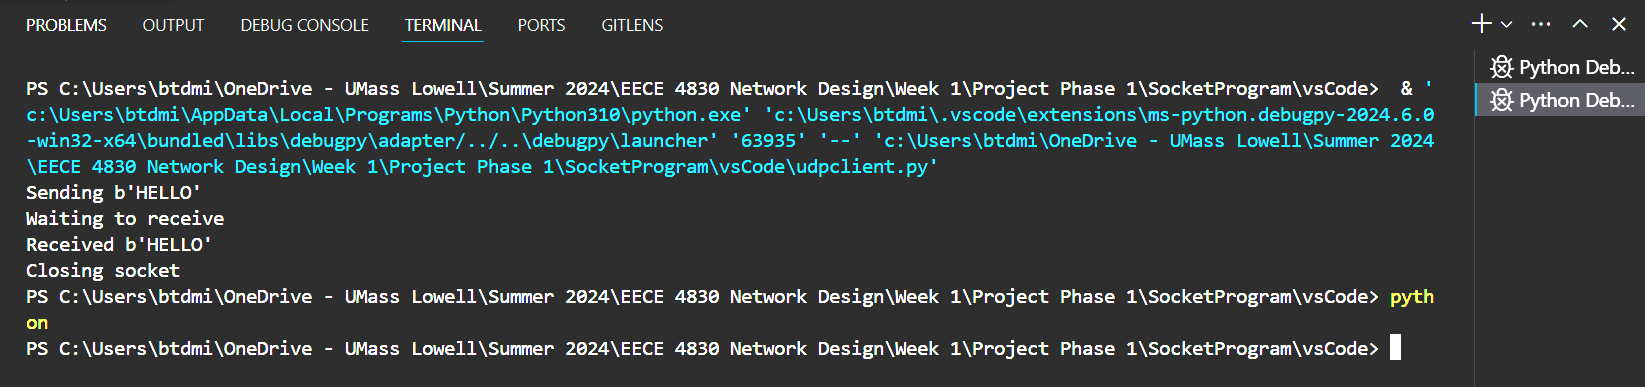 PROBLEMS OUTPUT DEBUG CONSOLE TERMINAL PORTS GITLENS
Python Deb...
Python Deb...
PS C:\Users\btdmi\OneDrive - UMass Lowell\Summer 2024\EECE 4830 Network Design\Week 1\Project Phase 1\SocketProgram\vsCode>  & '
c:\Users\btdmi\AppData\Local\Programs\Python\Python310\python.exe' 'c:\Users\btdmi\.vscode\extensions\ms-python.debugpy-2024.6.0
-win32-x64\bundled\libs\debugpy\adapter/../..\debugpy\launcher' '63935' '--' 'c:\Users\btdmi\OneDrive - UMass Lowell\Summer 2024
\EECE 4830 Network Design\Week 1\Project Phase 1\SocketProgram\vsCode\udpclient.py'
Sending b'HELLO'
Waiting to receive
Received b'HELLO'
Closing socket
PS C:\Users\btdmi\OneDrive - UMass Lowell\Summer 2024\EECE 4830 Network Design\Week 1\Project Phase 1\SocketProgram\vsCode> pyth
on
PS C:\Users\btdmi\OneDrive - UMass Lowell\Summer 2024\EECE 4830 Network Design\Week 1\Project Phase 1\SocketProgram\vsCode>